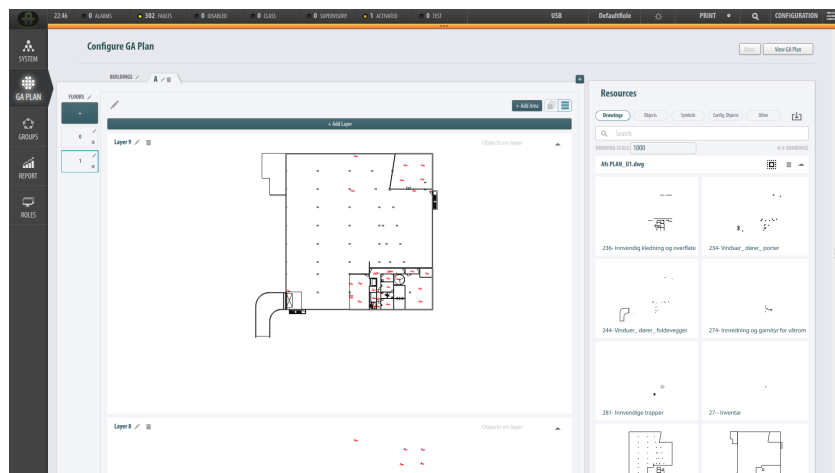 22:46 0 ALARMS 302 FAULTS 0 DISABLED 0 CLASS 0 SUPERVISORY 1 ACTIVATED 0 TEST USB DefaultRole PRINT CONFIGURATION
SYSTEM
GA PLAN
GROUPS
REPORT
ROLES
Configure GA Plan
View GA Plan
BUILDINGS A
FLOORS
0
1
+ Add Area
+ Add Layer
Layer 9 Objects on layer
Layer 8 Objects on layer
Resources
Drawings Objects Symbols Config. Objects Other
Search
DRAWING SCALE: 1000 4/4 DRAWINGS
Afs PLAN_U1.dwg
236- Innvendig kledning og overflate
234- Vinduer_ dører_ porter
244- Vinduer_ dører_ foldevegger
274- Innredning og garnityr for våtrom
281- Innvendige trapper
27-- Inventar